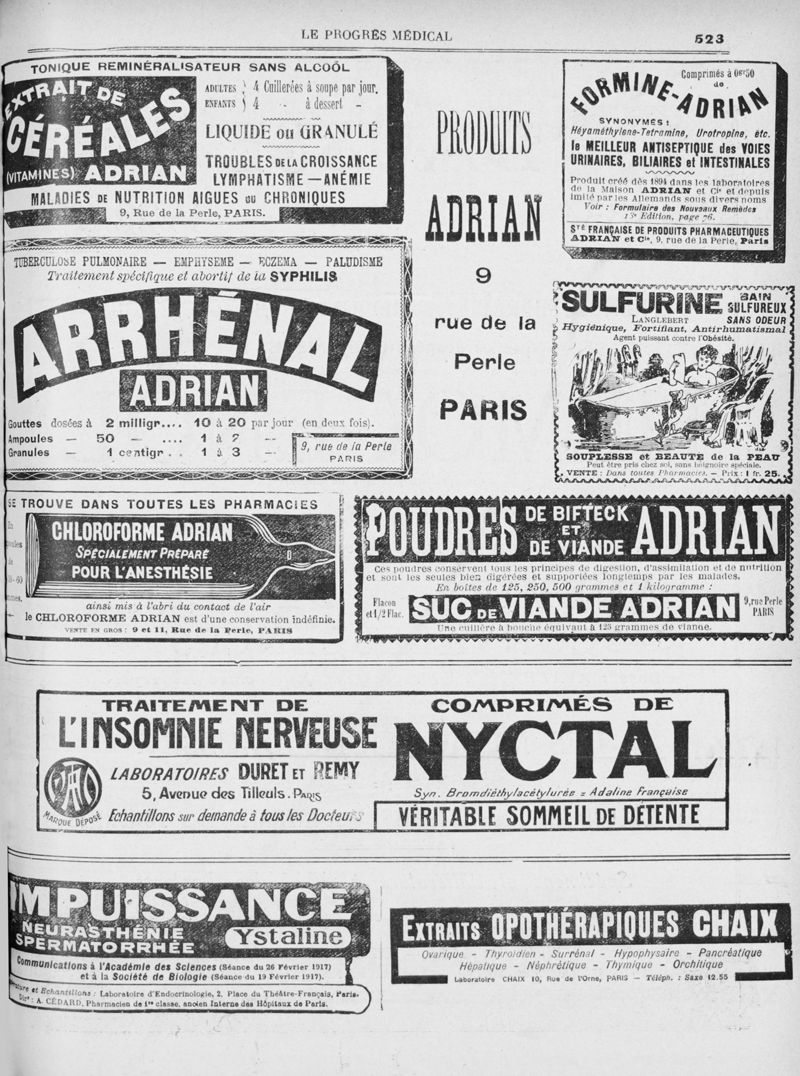 LE PROGRÈS MÉDICAL
523
TONIQUE REMINÉRALISATEUR SANS ALCOÓL
EXTRAIT DE
CÉRÉALES
(VITAMINES) ADRIAN
ADULTES } 4 Cuillerées à soupe par jour.
ENFANTS } 4 - à dessert -
LIQUIDE ou GRANULÉ
TROUBLES DE LA CROISSANCE
LYMPHATISME — ANÉMIE
MALADIES DE NUTRITION AIGUES OU CHRONIQUES
9, Rue de la Perle, PARIS.
PRODUITS
ADRIAN
9
rue de la
Perle
PARIS
Comprimés à 0gr50
de
FORMINE-ADRIAN
SYNONYMES :
Héxaméthylene-Tetramine, Urotropine, etc.
le MEILLEUR ANTISEPTIQUE des VOIES
URINAIRES, BILIAIRES et INTESTINALES
Produit créé dès 1894 dans les laboratoires
de la Maison ADRIAN et Cie et depuis
imité par les Allemands sous divers noms
Voir : Formulaire des Nouveaux Remèdes
15e Edition, page 76.
Sté FRANÇAISE DE PRODUITS PHARMACEUTIQUES
ADRIAN et Cie, 9, rue de la Perle, Paris
TUBERCULOSE PULMONAIRE — EMPHYSEME — ECZEMA — PALUDISME
Traitement spécifique et abortif de la SYPHILIS
ARRHÉNAL
ADRIAN
Gouttes dosées à 2 milligr.... 10 à 20 par jour (en deux fois).
Ampoules — 50 — .... 1 à 2 —
Granules — 1 centigr . . 1 à 3 —
9, rue de la Perle
PARIS
SULFURINE
BAIN
SULFUREUX
LANGLEBERT SANS ODEUR
Hygiénique, Fortifiant, Antirhumatismal
Agent puissant contre l'Obésité.
SOUPLESSE et BEAUTE de la PEAU
Peut être pris chez soi, sans baignoire spéciale.
VENTE : Dans toutes Pharmacies. — Prix : 1 fr. 25.
SE TROUVE DANS TOUTES LES PHARMACIES
CHLOROFORME ADRIAN
SPÉCIALEMENT PRÉPARÉ
POUR L'ANESTHÉSIE
ainsi mis à l'abri du contact de l'air
le CHLOROFORME ADRIAN est d'une conservation indéfinie.
VENTE EN GROS : 9 et 11, Rue de la Perle, PARIS
POUDRES DE BIFTECK
ET
DE VIANDE ADRIAN
Ces poudres conservent tous les principes de digestion, d'assimilation et de nutrition
et sont les seules bien digérées et supportées longtemps par les malades.
En boites de 125, 250, 500 grammes et 1 kilogramme :
Flacon
et 1/2 Flac.
SUC DE VIANDE ADRIAN
9, rue Perle
PARIS
Une cuillère à bouche équivaut à 125 grammes de viande.
TRAITEMENT DE
L'INSOMNIE NERVEUSE
LABORATOIRES DURET ET REMY
5, Avenue des Tilleuls. PARIS
MARQUE DÉPOSÉ
Echantillons sur demande à tous les Docteurs
COMPRIMÉS DE
NYCTAL
Syn. Bromdiéthylacétylurée = Adaline Française
VÉRITABLE SOMMEIL DE DÉTENTE
IMPUISSANCE
NEURASTHÉNIE
SPERMATORRHÉE
Ystaline
Communications à l'Académie des Sciences (Séance du 26 Février 1917)
et à la Société de Biologie (Séance du 19 Février 1917).
et Echantillons : Laboratoire d'Endocrinologie, 2, Place du Théâtre-Français, Paris.
Dirr : A. CÉDARD, Pharmacien de 1re classe, ancien Interne des Hôpitaux de Paris.
EXTRAITS OPOTHÉRAPIQUES CHAIX
Ovarique - Thyroïdien - Surrénal - Hypophysaire - Pancréatique
Hépatique - Néphrétique - Thymique - Orchitique
Laboratoire CHAIX 10, Rue de l'Orne, PARIS — Téléph. : Saxe 12.55